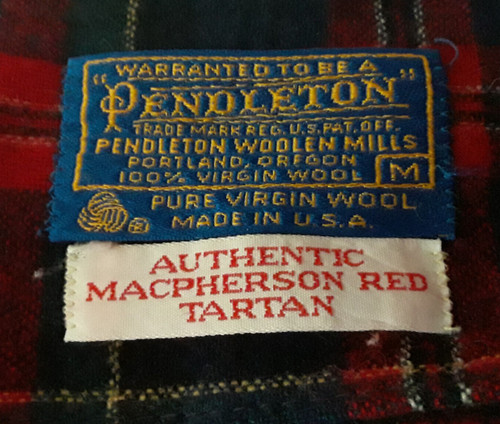 WARRANTED TO BE A
"PENDLETON"
TRADE MARK REG. U.S. PAT. OFF.
PENDLETON WOOLEN MILLS
PORTLAND, OREGON
100% VIRGIN WOOL M
PURE VIRGIN WOOL
MADE IN U.S.A.
AUTHENTIC
MACPHERSON RED
TARTAN